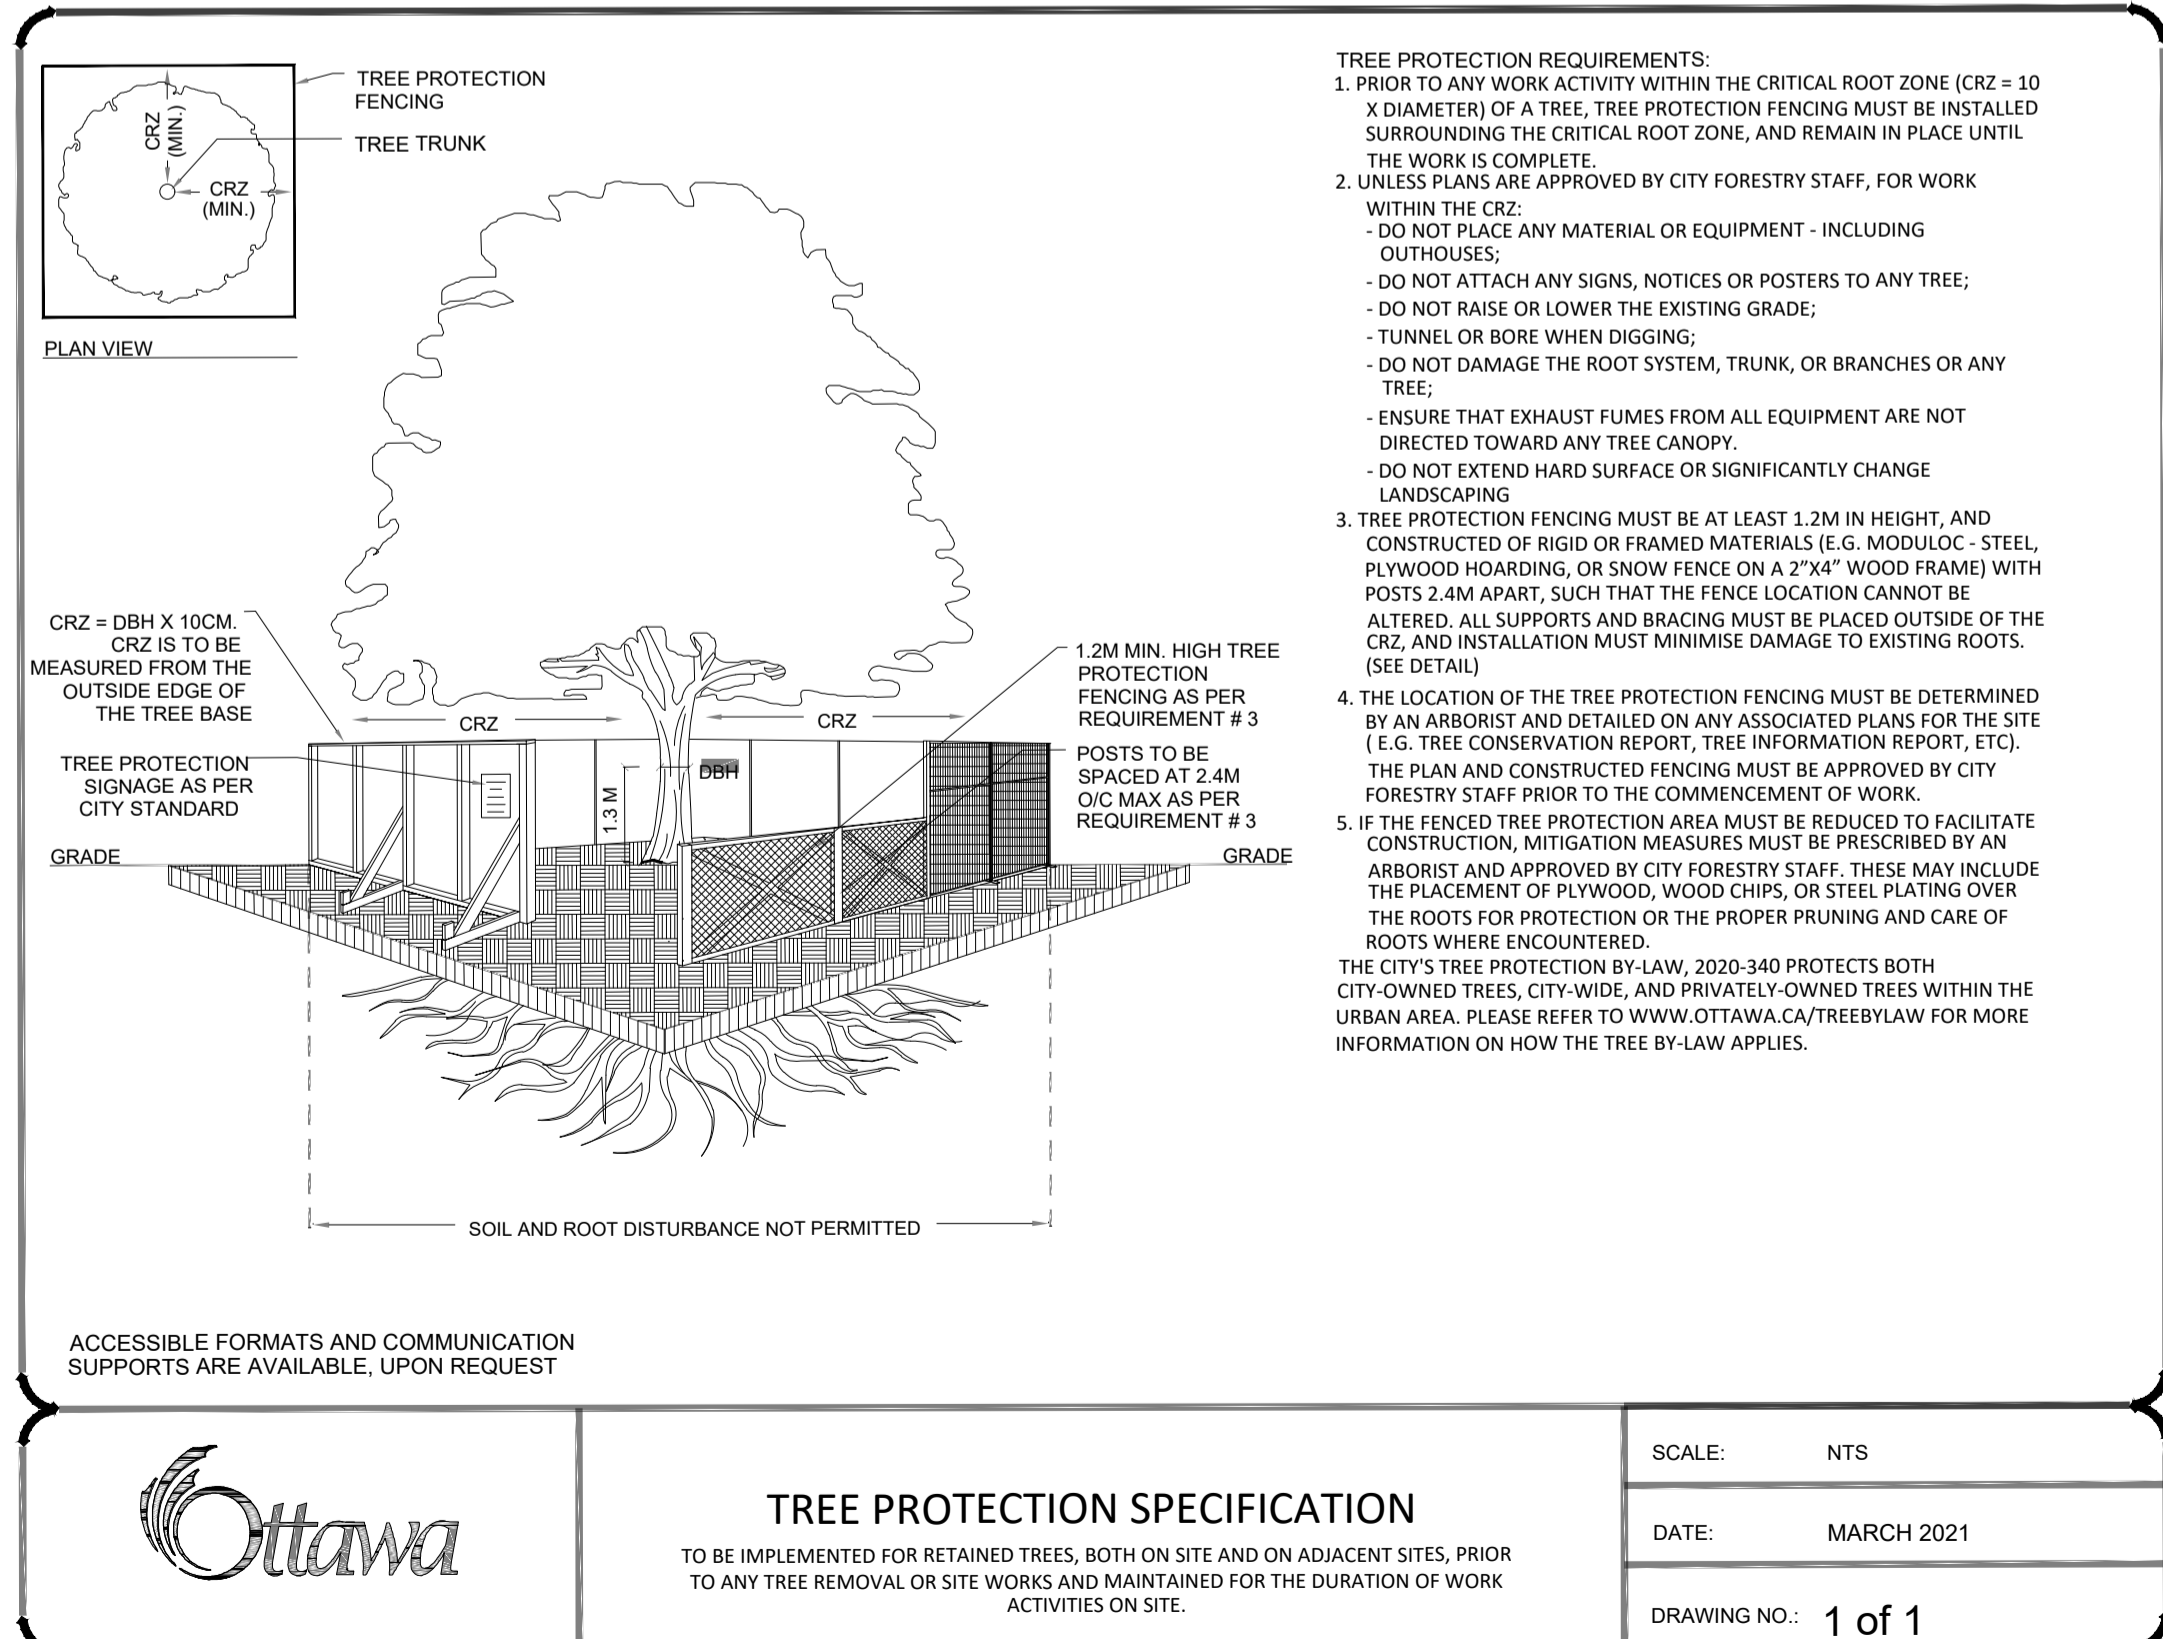 TREE PROTECTION
FENCING
TREE TRUNK
CRZ
(MIN.)
CRZ
(MIN.)
PLAN VIEW
CRZ = DBH X 10CM.
CRZ IS TO BE
MEASURED FROM THE
OUTSIDE EDGE OF
THE TREE BASE
TREE PROTECTION
SIGNAGE AS PER
CITY STANDARD
GRADE
CRZ
CRZ
1.3 M
DBH
1.2M MIN. HIGH TREE
PROTECTION
FENCING AS PER
REQUIREMENT # 3
POSTS TO BE
SPACED AT 2.4M
O/C MAX AS PER
REQUIREMENT # 3
GRADE
SOIL AND ROOT DISTURBANCE NOT PERMITTED
TREE PROTECTION REQUIREMENTS:
1. PRIOR TO ANY WORK ACTIVITY WITHIN THE CRITICAL ROOT ZONE (CRZ = 10
X DIAMETER) OF A TREE, TREE PROTECTION FENCING MUST BE INSTALLED
SURROUNDING THE CRITICAL ROOT ZONE, AND REMAIN IN PLACE UNTIL
THE WORK IS COMPLETE.
2. UNLESS PLANS ARE APPROVED BY CITY FORESTRY STAFF, FOR WORK
WITHIN THE CRZ:
- DO NOT PLACE ANY MATERIAL OR EQUIPMENT - INCLUDING
OUTHOUSES;
- DO NOT ATTACH ANY SIGNS, NOTICES OR POSTERS TO ANY TREE;
- DO NOT RAISE OR LOWER THE EXISTING GRADE;
- TUNNEL OR BORE WHEN DIGGING;
- DO NOT DAMAGE THE ROOT SYSTEM, TRUNK, OR BRANCHES OR ANY
TREE;
- ENSURE THAT EXHAUST FUMES FROM ALL EQUIPMENT ARE NOT
DIRECTED TOWARD ANY TREE CANOPY.
- DO NOT EXTEND HARD SURFACE OR SIGNIFICANTLY CHANGE
LANDSCAPING
3. TREE PROTECTION FENCING MUST BE AT LEAST 1.2M IN HEIGHT, AND
CONSTRUCTED OF RIGID OR FRAMED MATERIALS (E.G. MODULOC - STEEL,
PLYWOOD HOARDING, OR SNOW FENCE ON A 2”X4” WOOD FRAME) WITH
POSTS 2.4M APART, SUCH THAT THE FENCE LOCATION CANNOT BE
ALTERED. ALL SUPPORTS AND BRACING MUST BE PLACED OUTSIDE OF THE
CRZ, AND INSTALLATION MUST MINIMISE DAMAGE TO EXISTING ROOTS.
(SEE DETAIL)
4. THE LOCATION OF THE TREE PROTECTION FENCING MUST BE DETERMINED
BY AN ARBORIST AND DETAILED ON ANY ASSOCIATED PLANS FOR THE SITE
( E.G. TREE CONSERVATION REPORT, TREE INFORMATION REPORT, ETC).
THE PLAN AND CONSTRUCTED FENCING MUST BE APPROVED BY CITY
FORESTRY STAFF PRIOR TO THE COMMENCEMENT OF WORK.
5. IF THE FENCED TREE PROTECTION AREA MUST BE REDUCED TO FACILITATE
CONSTRUCTION, MITIGATION MEASURES MUST BE PRESCRIBED BY AN
ARBORIST AND APPROVED BY CITY FORESTRY STAFF. THESE MAY INCLUDE
THE PLACEMENT OF PLYWOOD, WOOD CHIPS, OR STEEL PLATING OVER
THE ROOTS FOR PROTECTION OR THE PROPER PRUNING AND CARE OF
ROOTS WHERE ENCOUNTERED.
THE CITY'S TREE PROTECTION BY-LAW, 2020-340 PROTECTS BOTH
CITY-OWNED TREES, CITY-WIDE, AND PRIVATELY-OWNED TREES WITHIN THE
URBAN AREA. PLEASE REFER TO WWW.OTTAWA.CA/TREEBYLAW FOR MORE
INFORMATION ON HOW THE TREE BY-LAW APPLIES.
ACCESSIBLE FORMATS AND COMMUNICATION
SUPPORTS ARE AVAILABLE, UPON REQUEST
Ottawa
TREE PROTECTION SPECIFICATION
TO BE IMPLEMENTED FOR RETAINED TREES, BOTH ON SITE AND ON ADJACENT SITES, PRIOR
TO ANY TREE REMOVAL OR SITE WORKS AND MAINTAINED FOR THE DURATION OF WORK
ACTIVITIES ON SITE.
SCALE: NTS
DATE: MARCH 2021
DRAWING NO.: 1 of 1